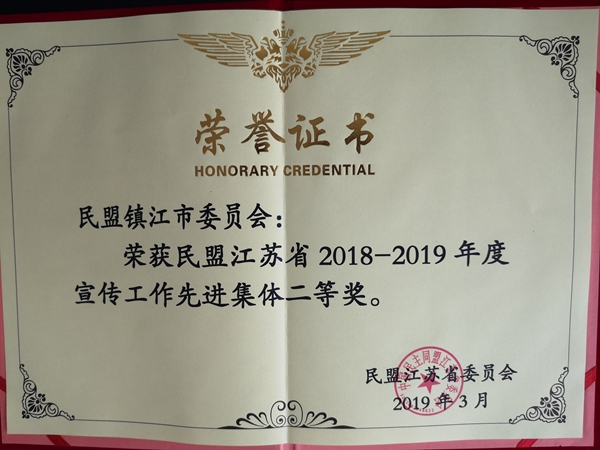 荣誉证书
HONORARY CREDENTIAL
民盟镇江市委员会：
荣获民盟江苏省 2018-2019 年度
宣传工作先进集体二等奖。
民盟江苏省委员会
2019 年 3 月